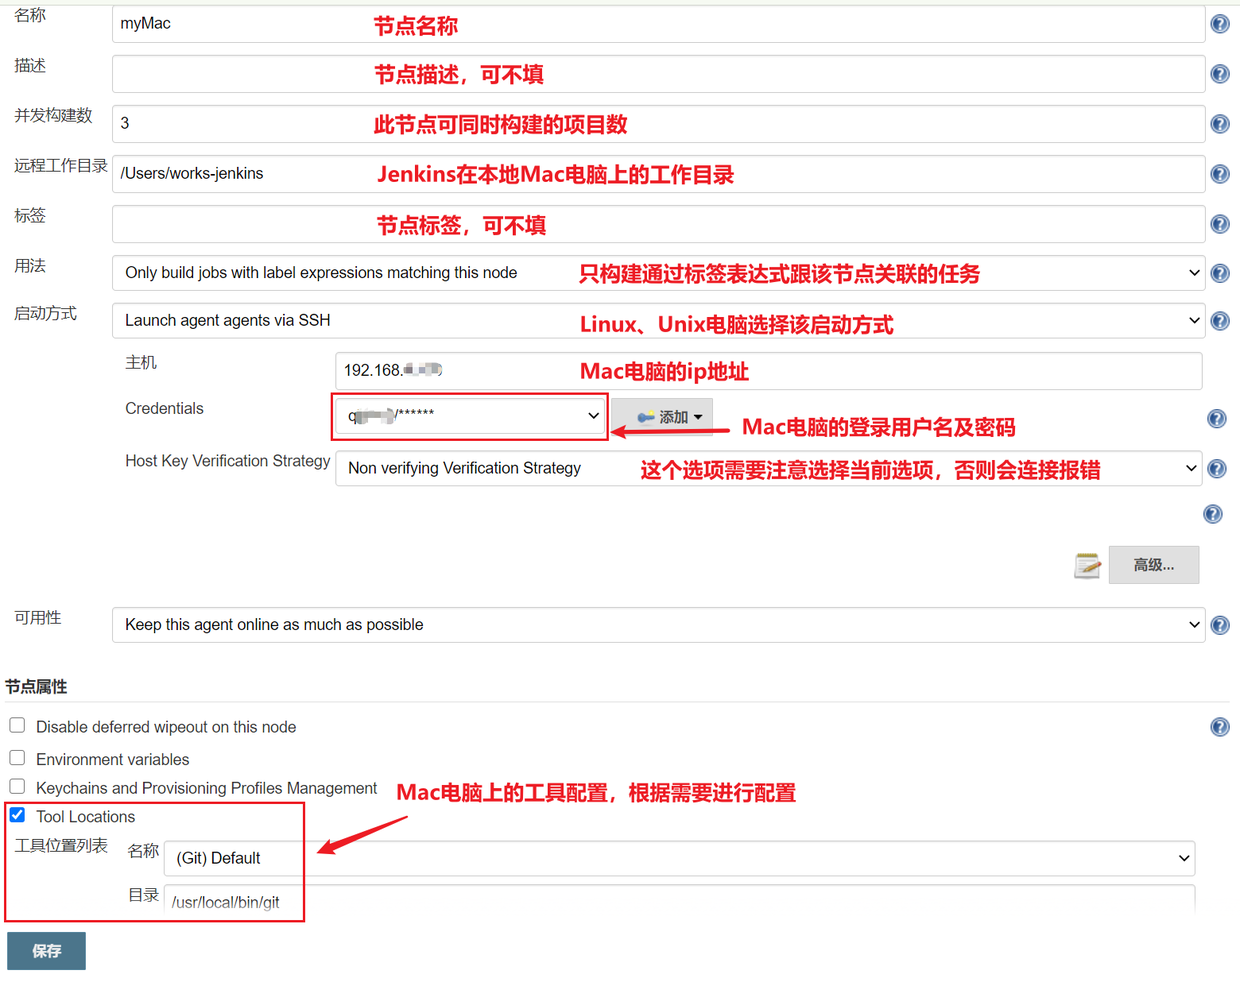 名称 myMac 节点名称
描述 节点描述，可不填
并发构建数 3 此节点可同时构建的项目数
远程工作目录 /Users/works-jenkins Jenkins在本地Mac电脑上的工作目录
标签 节点标签，可不填
用法 Only build jobs with label expressions matching this node 只构建通过标签表达式跟该节点关联的任务
启动方式 Launch agent agents via SSH Linux、Unix电脑选择该启动方式
主机 192.168. Mac电脑的ip地址
Credentials q /****** 添加 Mac电脑的登录用户名及密码
Host Key Verification Strategy Non verifying Verification Strategy 这个选项需要注意选择当前选项，否则会连接报错
高级...
可用性 Keep this agent online as much as possible
节点属性
Disable deferred wipeout on this node
Environment variables
Keychains and Provisioning Profiles Management Mac电脑上的工具配置，根据需要进行配置
Tool Locations
工具位置列表 名称 (Git) Default
目录 /usr/local/bin/git
保存